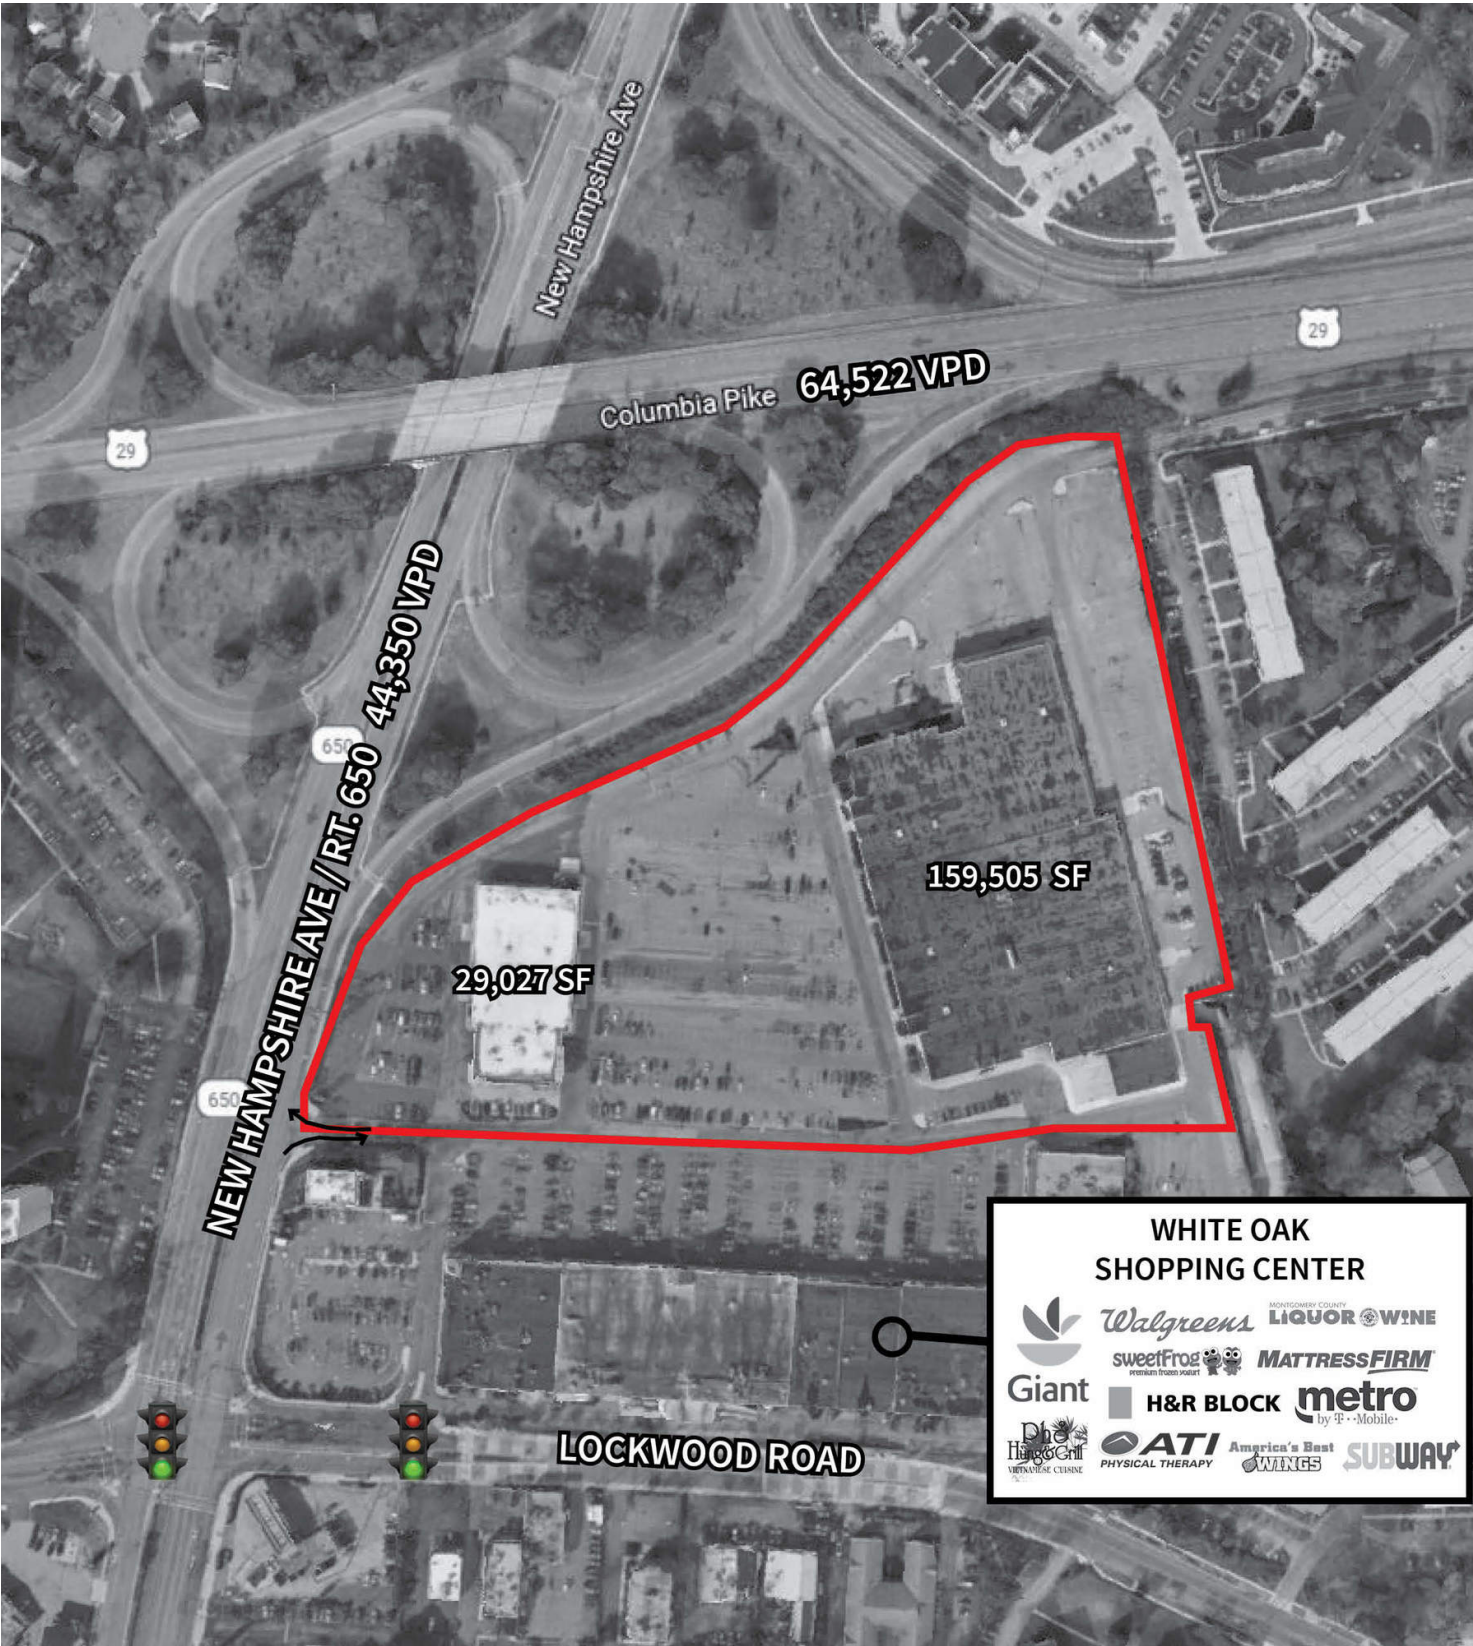 New Hampshire Ave
29
Columbia Pike
64,522 VPD
29
650
NEW HAMPSHIRE AVE / RT. 650 44,350 VPD
159,505 SF
29,027 SF
650
WHITE OAK
SHOPPING CENTER
Walgreens
MONTGOMERY COUNTY
LIQUOR & WINE
Giant
sweetFrog
premium frozen yogurt
MATTRESSFIRM
H&R BLOCK
metro
by T-Mobile
Phở
Hùng & Grill
VIETNAMESE CUISINE
ATI
PHYSICAL THERAPY
America's Best
WINGS
SUBWAY
LOCKWOOD ROAD